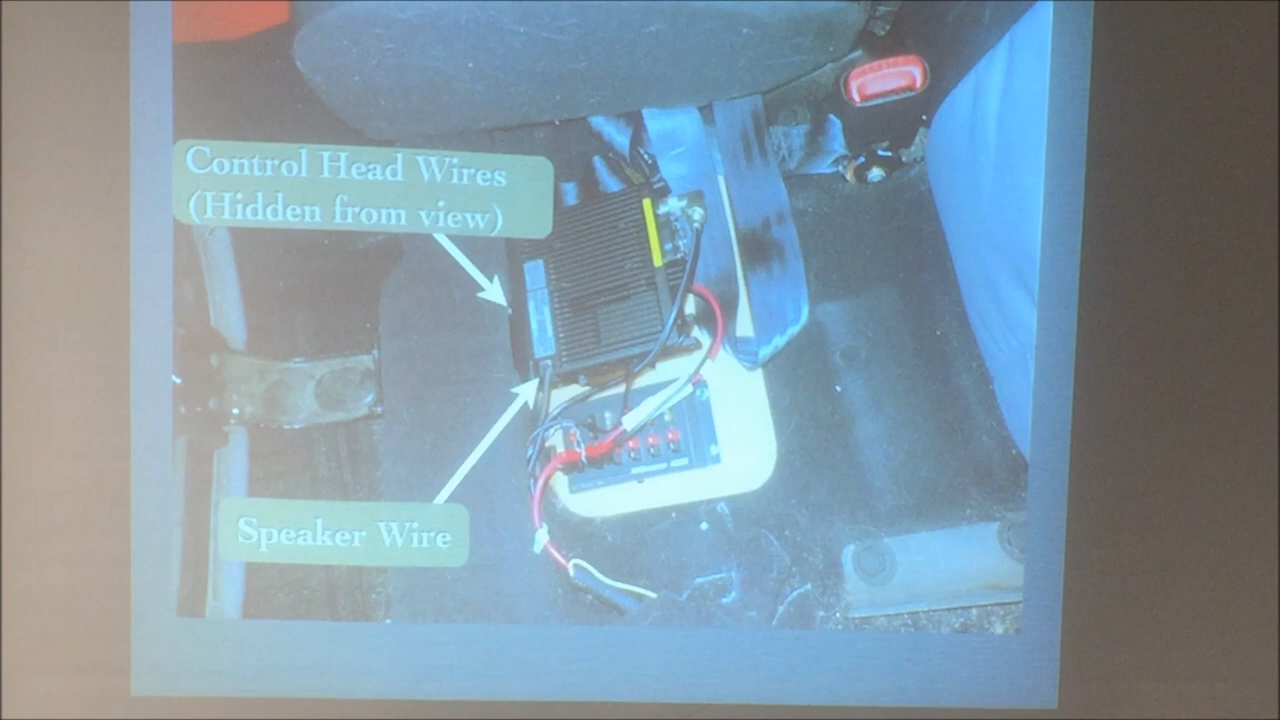 Control Head Wires
(Hidden from view)
Speaker Wire